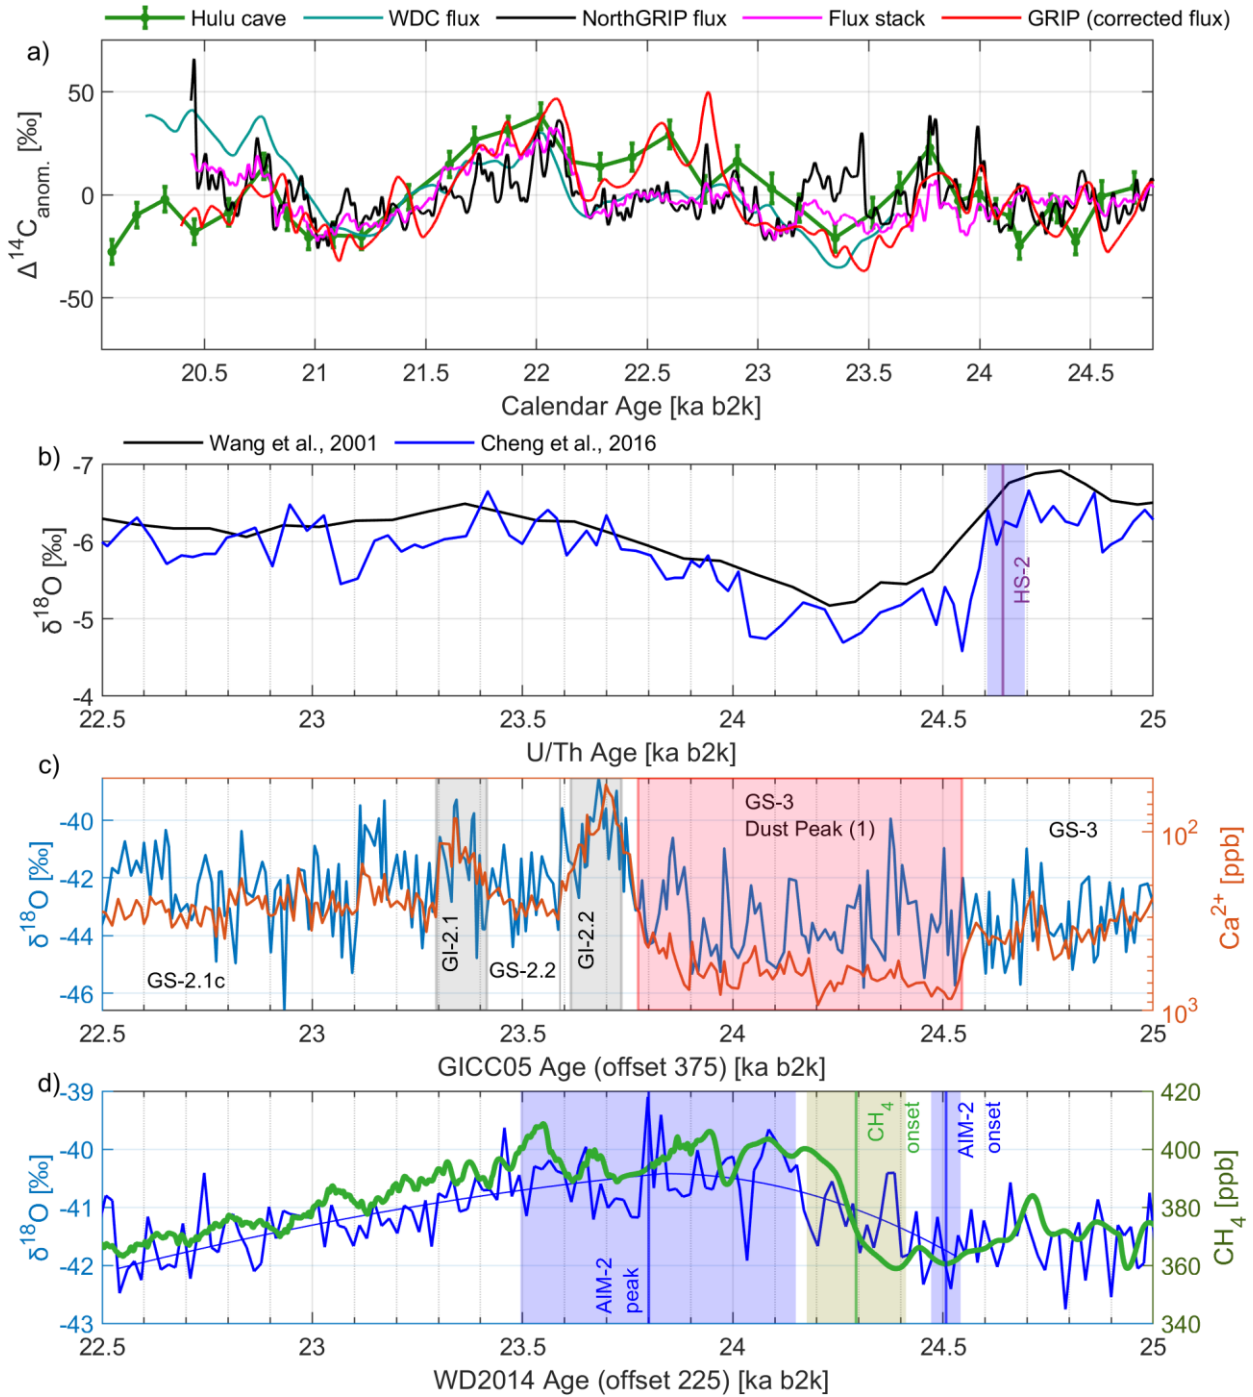 Hulu cave WDC flux NorthGRIP flux Flux stack GRIP (corrected flux)
a)
50
0
-50
Δ¹⁴C_anom. [‰]
20.5 21 21.5 22 22.5 23 23.5 24 24.5
Calendar Age [ka b2k]
Wang et al., 2001 Cheng et al., 2016
b)
-7
-6
-5
-4
δ¹⁸O [‰]
HS-2
22.5 23 23.5 24 24.5 25
U/Th Age [ka b2k]
c)
-40
-42
-44
-46
δ¹⁸O [‰]
GS-2.1c
GI-2.1
GS-2.2
GI-2.2
GS-3
Dust Peak (1)
GS-3
10²
10³
Ca²⁺ [ppb]
22.5 23 23.5 24 24.5 25
GICC05 Age (offset 375) [ka b2k]
d)
-39
-40
-41
-42
-43
δ¹⁸O [‰]
AIM-2
peak
CH₄
onset
AIM-2
onset
420
400
380
360
340
CH₄ [ppb]
22.5 23 23.5 24 24.5 25
WD2014 Age (offset 225) [ka b2k]